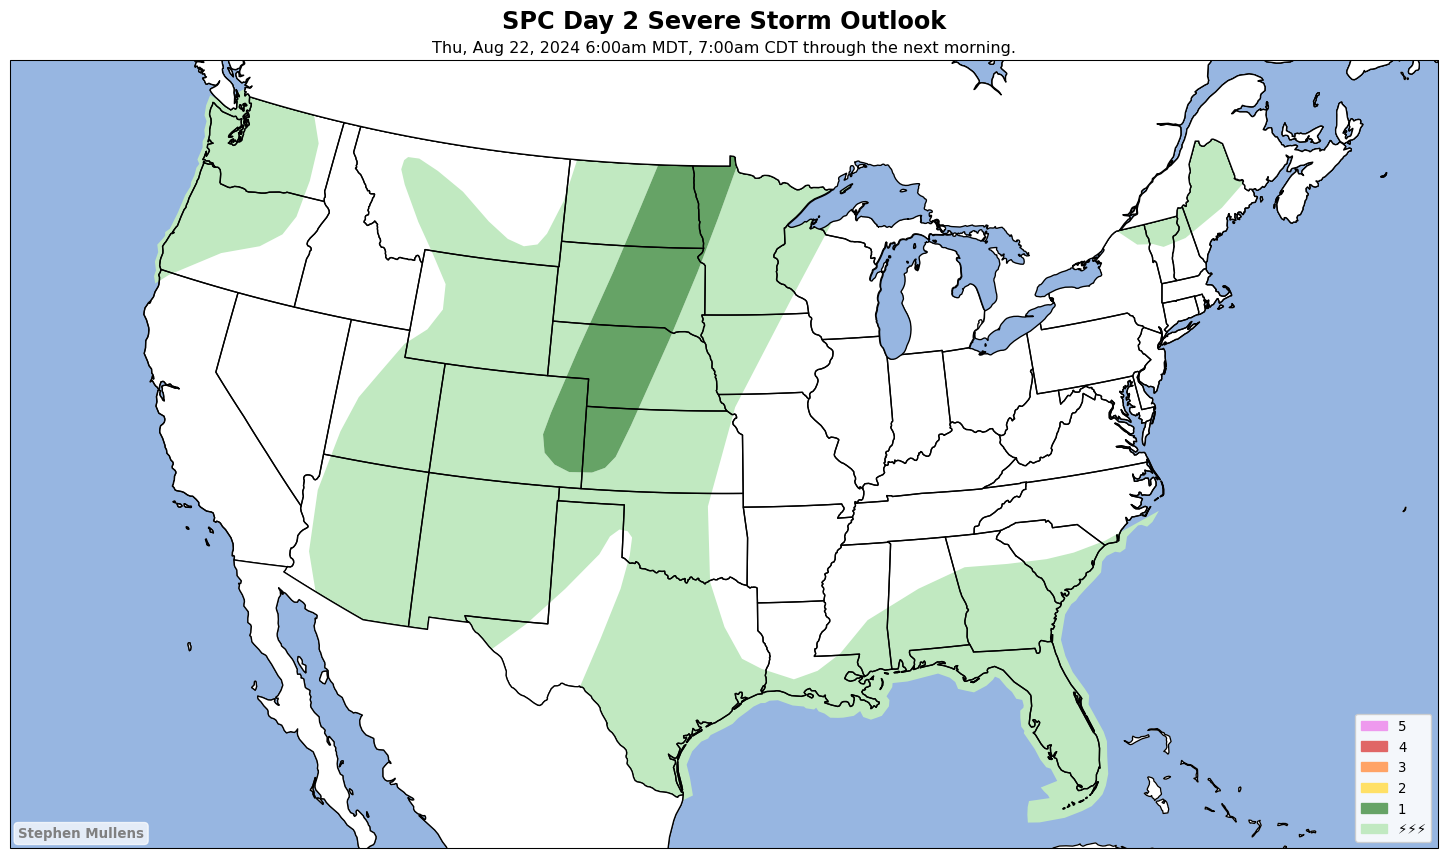 SPC Day 2 Severe Storm Outlook
Thu, Aug 22, 2024 6:00am MDT, 7:00am CDT through the next morning.
5
4
3
2
1
⚡⚡⚡
Stephen Mullens